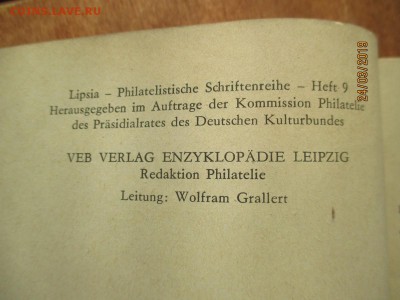 Lipsia – Philatelistische Schriftenreihe – Heft 9
Herausgegeben im Auftrage der Kommission Philatelie
des Präsidialrates des Deutschen Kulturbundes
VEB VERLAG ENZYKLOPÄDIE LEIPZIG
Redaktion Philatelie
Leitung: Wolfram Grallert
24/03/2019